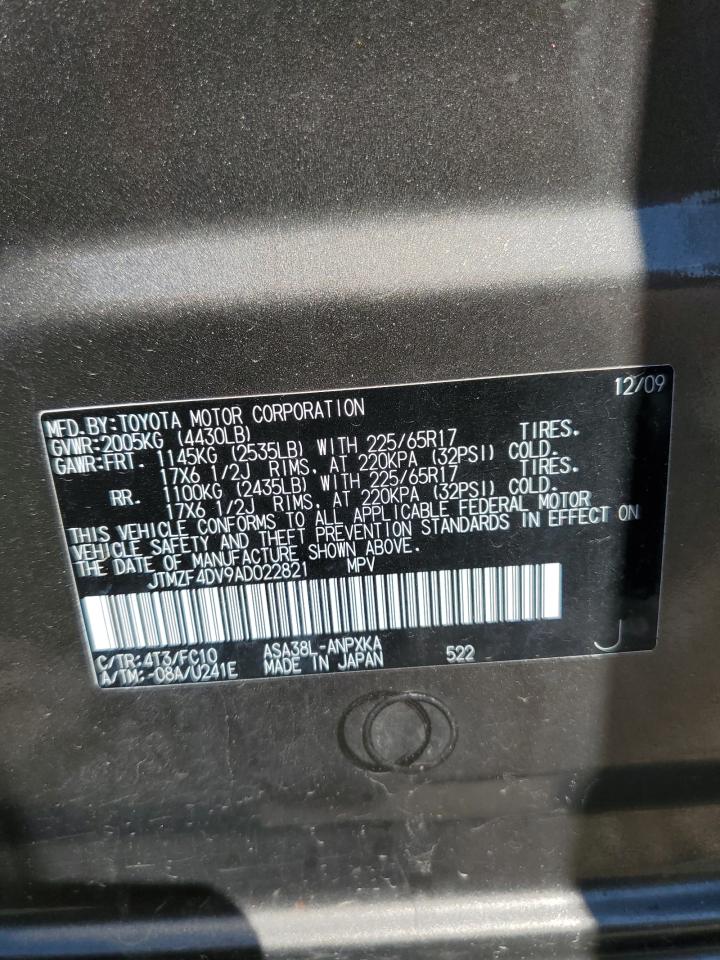 12/09
MFD.BY:TOYOTA MOTOR CORPORATION
GVWR:2005KG (4430LB)
GAWR:FRT. 1145KG (2535LB) WITH 225/65R17 TIRES.
17X6 1/2J RIMS, AT 220KPA (32PSI) COLD.
RR. 1100KG (2435LB) WITH 225/65R17 TIRES.
17X6 1/2J RIMS, AT 220KPA (32PSI) COLD.
THIS VEHICLE CONFORMS TO ALL APPLICABLE FEDERAL MOTOR
VEHICLE SAFETY AND THEFT PREVENTION STANDARDS IN EFFECT ON
THE DATE OF MANUFACTURE SHOWN ABOVE.
JTMZF4DV9AD022821 MPV
C/TR:4T3/FC10 ASA38L-ANPXKA 522 J
A/TM:-08A/U241E MADE IN JAPAN